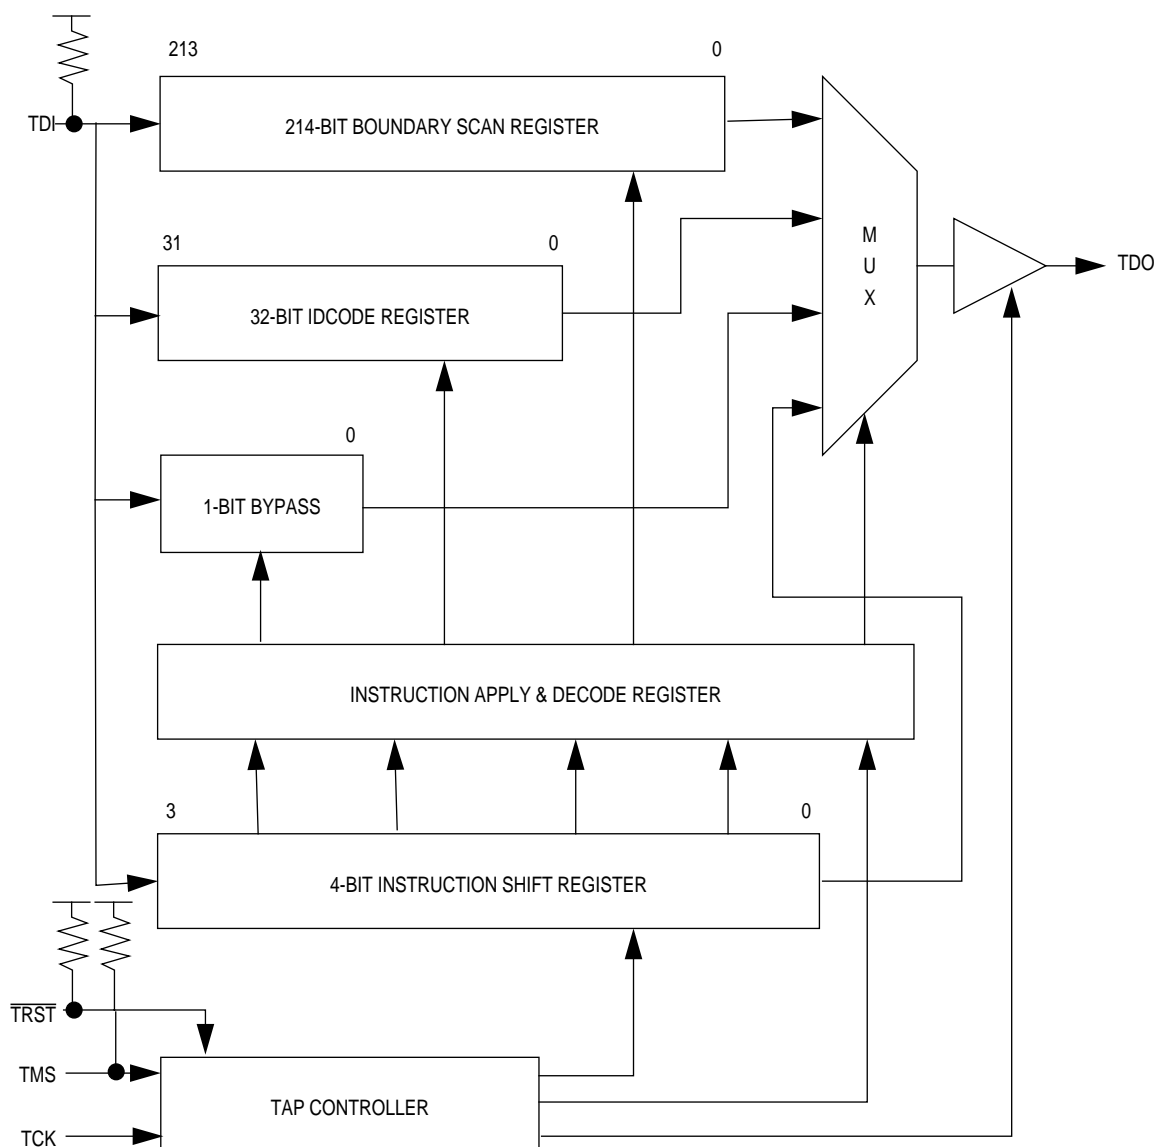 213 0
TDI
214-BIT BOUNDARY SCAN REGISTER
31 0
M
U
X
TDO
32-BIT IDCODE REGISTER
0
1-BIT BYPASS
INSTRUCTION APPLY & DECODE REGISTER
3 0
4-BIT INSTRUCTION SHIFT REGISTER
TRST
TMS
TAP CONTROLLER
TCK